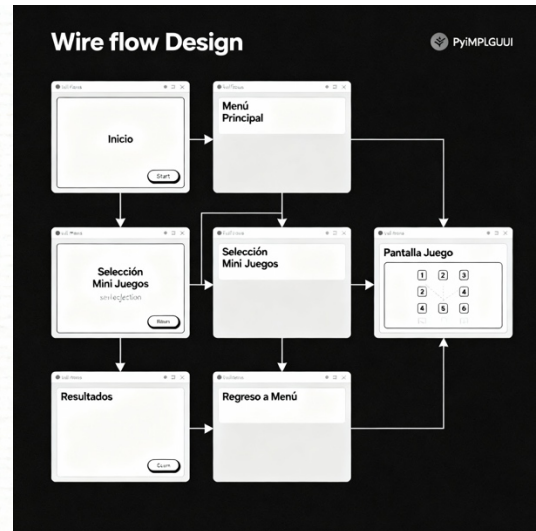 Wire flow Design
PyiMPLGUUI
Inicio
Start
Menú
Principal
Selección
Mini Juegos
Selección
Mini Juegos
Pantalla Juego
1 2 3
2 4
4 5 6
Resultados
Regreso a Menú